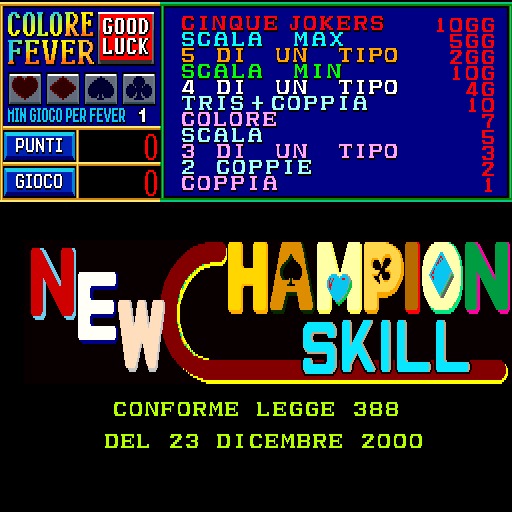 COLORE
FEVER
GOOD
LUCK
MIN GIOCO PER FEVER 1
PUNTI 0
GIOCO 0
CINQUE JOKERS 10GG
SCALA MAX 5GG
5 DI UN TIPO 2GG
SCALA MIN 10G
4 DI UN TIPO 4G
TRIS+COPPIA 10
COLORE 7
SCALA 5
3 DI UN TIPO 3
2 COPPIE 2
COPPIA 1
NEW CHAMPION
SKILL
CONFORME LEGGE 388
DEL 23 DICEMBRE 2000